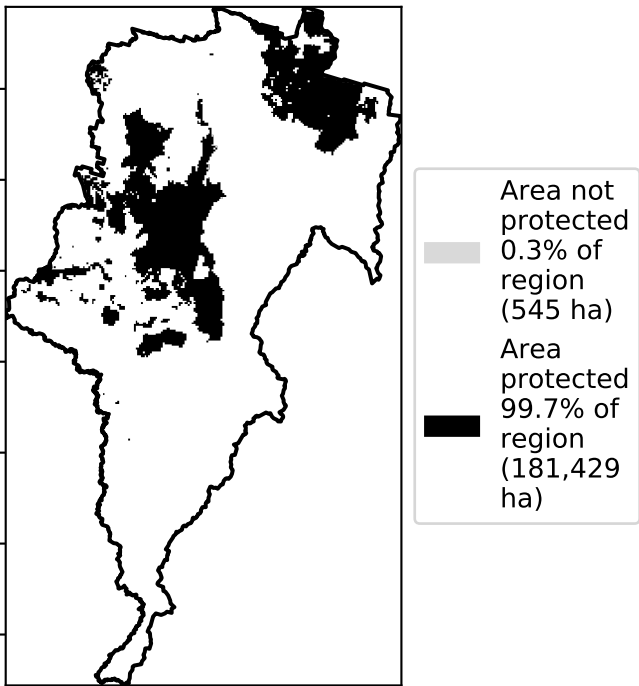 Area not
protected
0.3% of
region
(545 ha)
Area
protected
99.7% of
region
(181,429
ha)